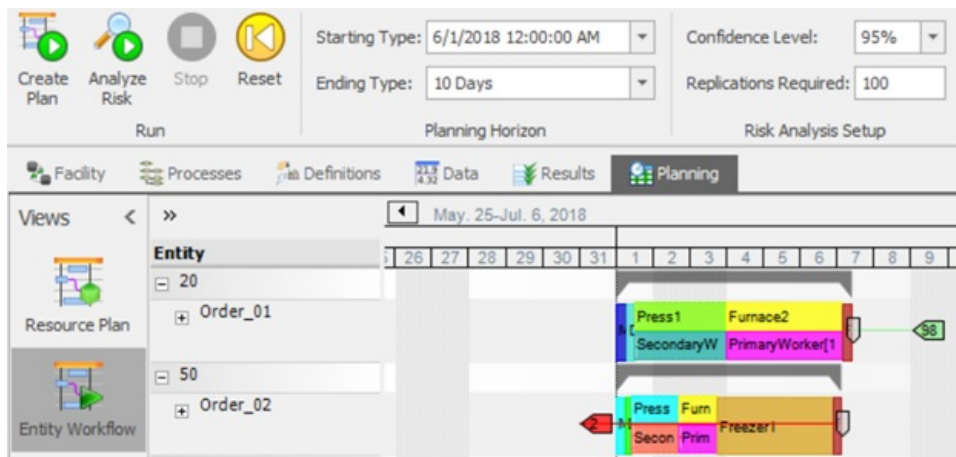 Create Plan
Analyze Risk
Stop
Reset
Run
Starting Type: 6/1/2018 12:00:00 AM
Ending Type: 10 Days
Planning Horizon
Confidence Level: 95%
Replications Required: 100
Risk Analysis Setup
Facility Processes Definitions Data Results Planning
Views < »
May. 25-Jul. 6, 2018
Entity
26 27 28 29 30 31 1 2 3 4 5 6 7 8 9
20
Resource Plan
Order_01
Press1 Furnace2
98
SecondaryW PrimaryWorker[1
50
Entity Workflow
Order_02
Press Furn
2 Freezer1
Secon Prim